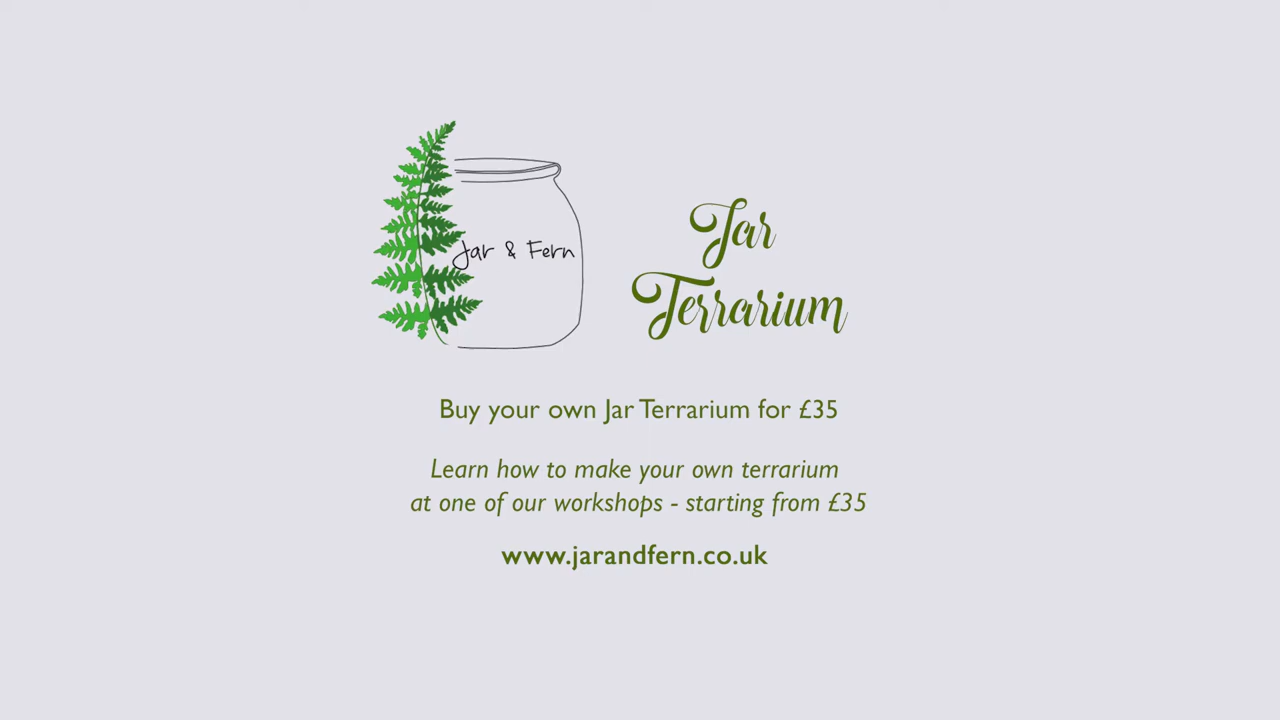 Jar & Fern
Jar
Terrarium
Buy your own Jar Terrarium for £35
Learn how to make your own terrarium
at one of our workshops - starting from £35
www.jarandfern.co.uk